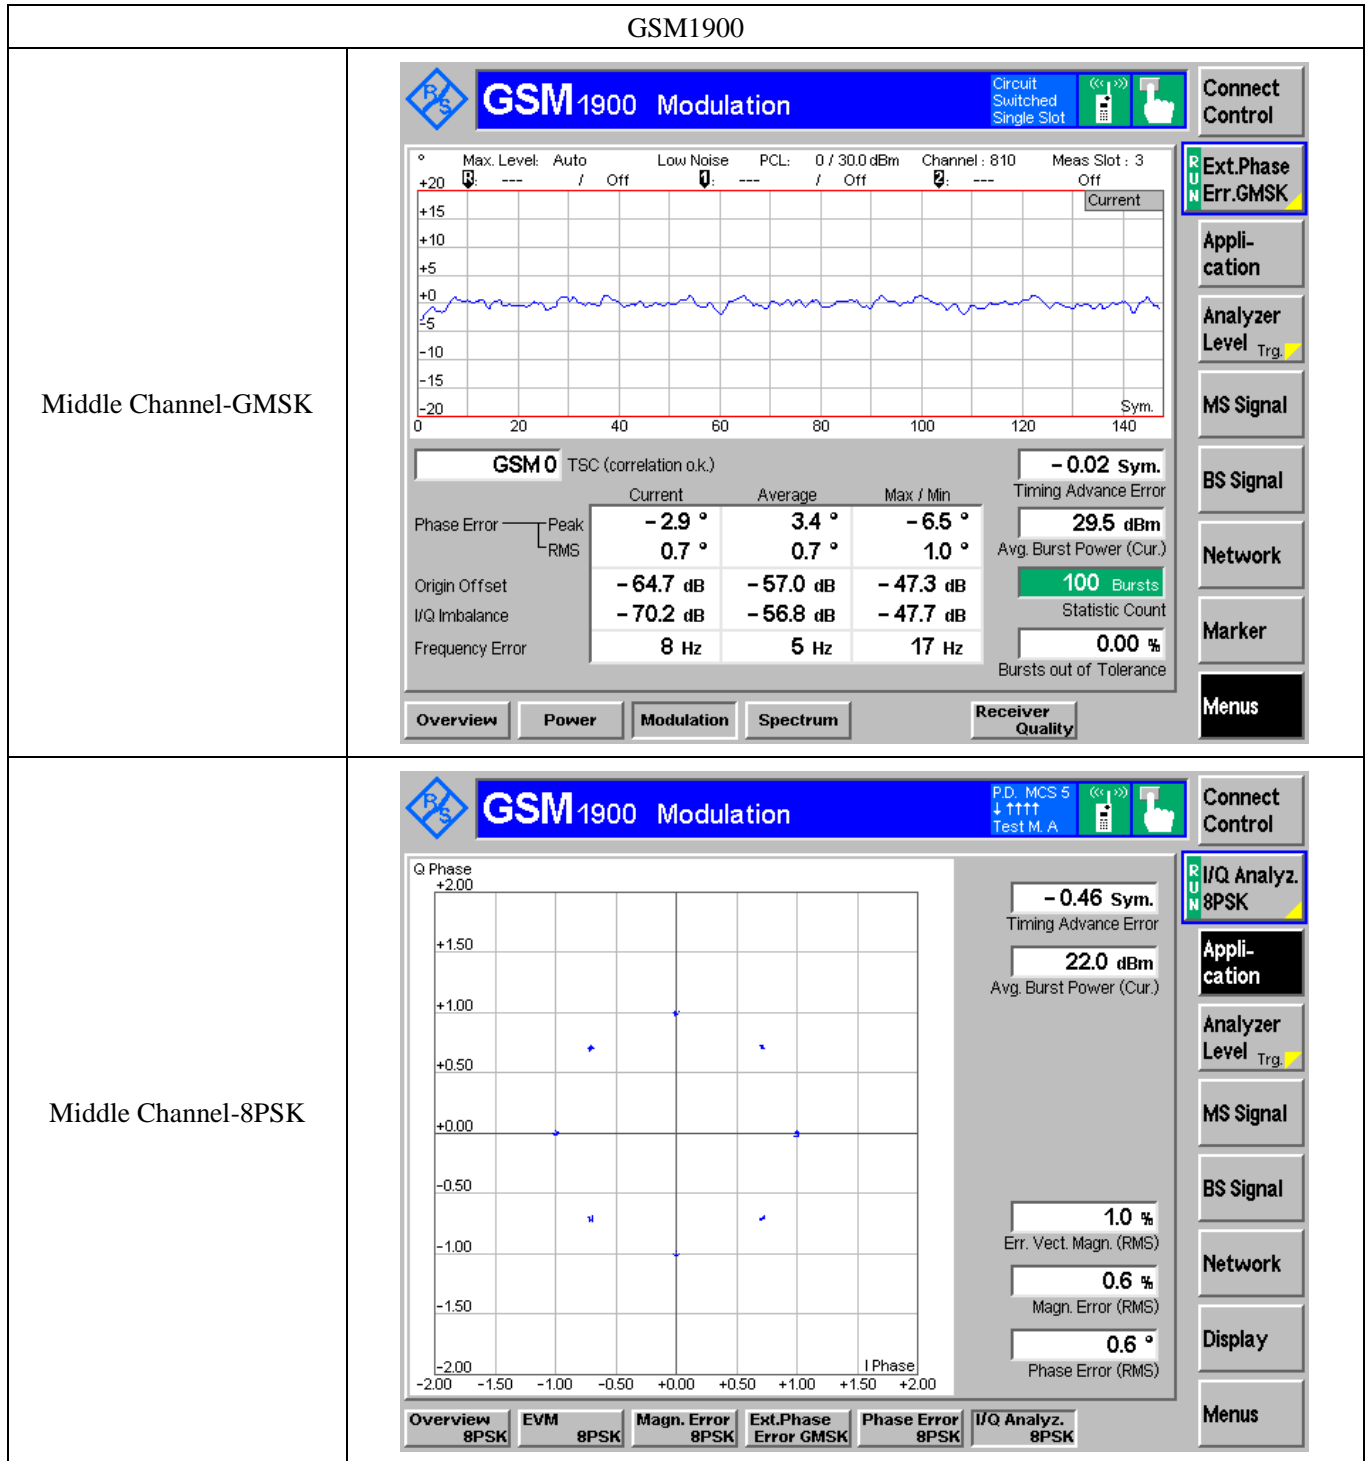 GSM1900
Middle Channel-GMSK
R/S
GSM 1900 Modulation
Circuit
Switched
Single Slot
Connect
Control
° Max. Level: Auto Low Noise PCL: 0 / 30.0 dBm Channel : 810 Meas Slot : 3
R: --- / Off 1: --- / Off 2: --- Off
Current
+20
+15
+10
+5
+0
-5
-10
-15
-20
Sym.
0 20 40 60 80 100 120 140
RUN
Ext.Phase
Err.GMSK
Appli-
cation
Analyzer
Level Trg.
MS Signal
BS Signal
Network
Marker
Menus
GSM 0 TSC (correlation o.k.)
Current Average Max / Min
Phase Error Peak - 2.9 ° 3.4 ° - 6.5 °
RMS 0.7 ° 0.7 ° 1.0 °
Origin Offset - 64.7 dB - 57.0 dB - 47.3 dB
I/Q Imbalance - 70.2 dB - 56.8 dB - 47.7 dB
Frequency Error 8 Hz 5 Hz 17 Hz
- 0.02 Sym.
Timing Advance Error
29.5 dBm
Avg. Burst Power (Cur.)
100 Bursts
Statistic Count
0.00 %
Bursts out of Tolerance
Overview Power Modulation Spectrum Receiver
Quality
Middle Channel-8PSK
R/S
GSM 1900 Modulation
P.D. MCS 5
↓ ↑↑↑↑
Test M. A
Connect
Control
Q Phase
+2.00
+1.50
+1.00
+0.50
+0.00
-0.50
-1.00
-1.50
-2.00
I Phase
-2.00 -1.50 -1.00 -0.50 +0.00 +0.50 +1.00 +1.50 +2.00
- 0.46 Sym.
Timing Advance Error
22.0 dBm
Avg. Burst Power (Cur.)
1.0 %
Err. Vect. Magn. (RMS)
0.6 %
Magn. Error (RMS)
0.6 °
Phase Error (RMS)
RUN
I/Q Analyz.
8PSK
Appli-
cation
Analyzer
Level Trg.
MS Signal
BS Signal
Network
Display
Menus
Overview
8PSK
EVM
8PSK
Magn. Error
8PSK
Ext.Phase
Error GMSK
Phase Error
8PSK
I/Q Analyz.
8PSK